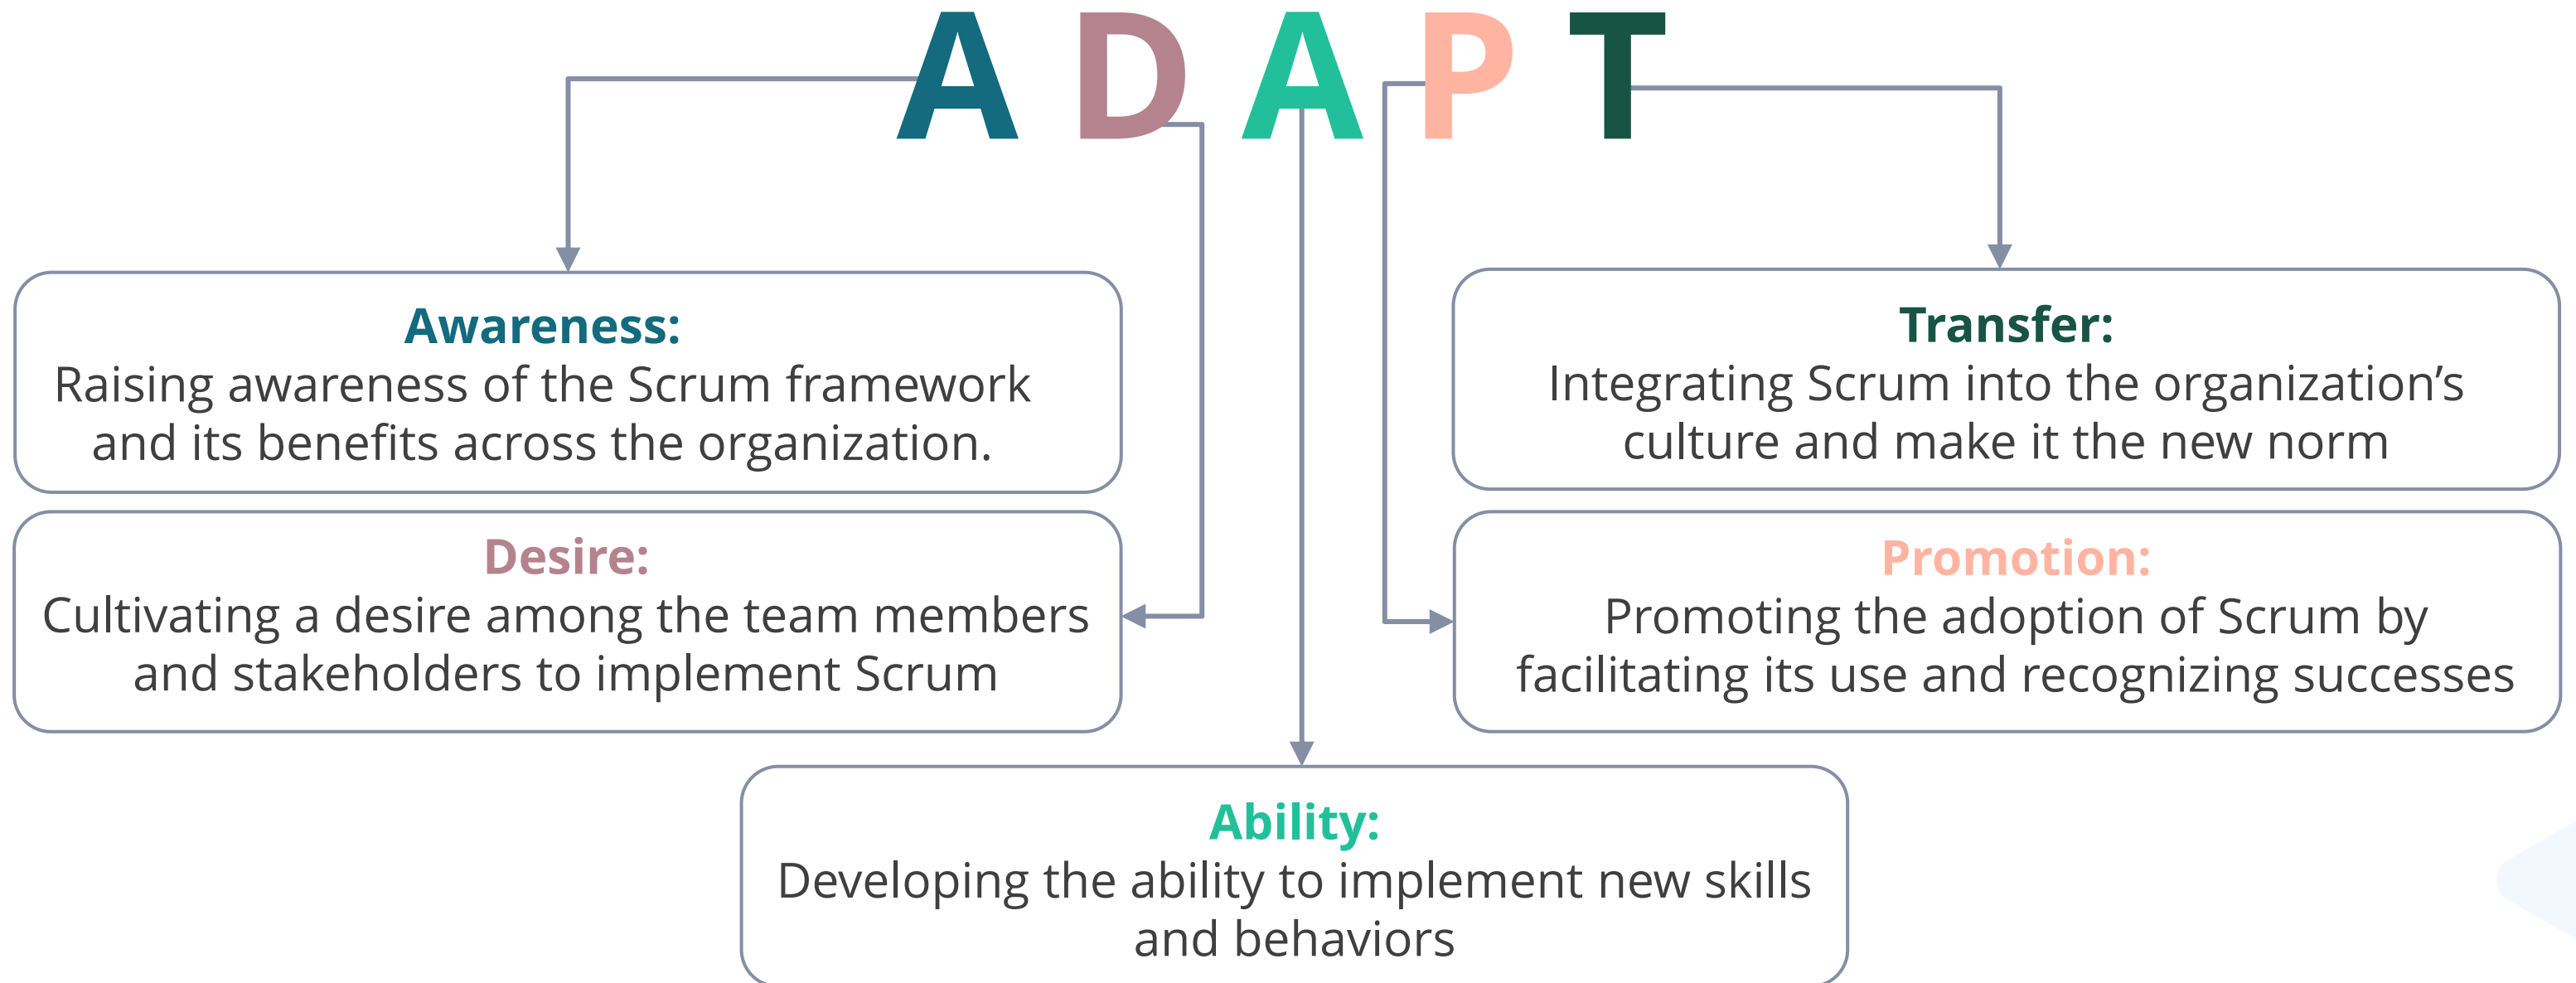 A D A P T
Awareness:
Raising awareness of the Scrum framework
and its benefits across the organization.
Desire:
Cultivating a desire among the team members
and stakeholders to implement Scrum
Ability:
Developing the ability to implement new skills
and behaviors
Promotion:
Promoting the adoption of Scrum by
facilitating its use and recognizing successes
Transfer:
Integrating Scrum into the organization’s
culture and make it the new norm